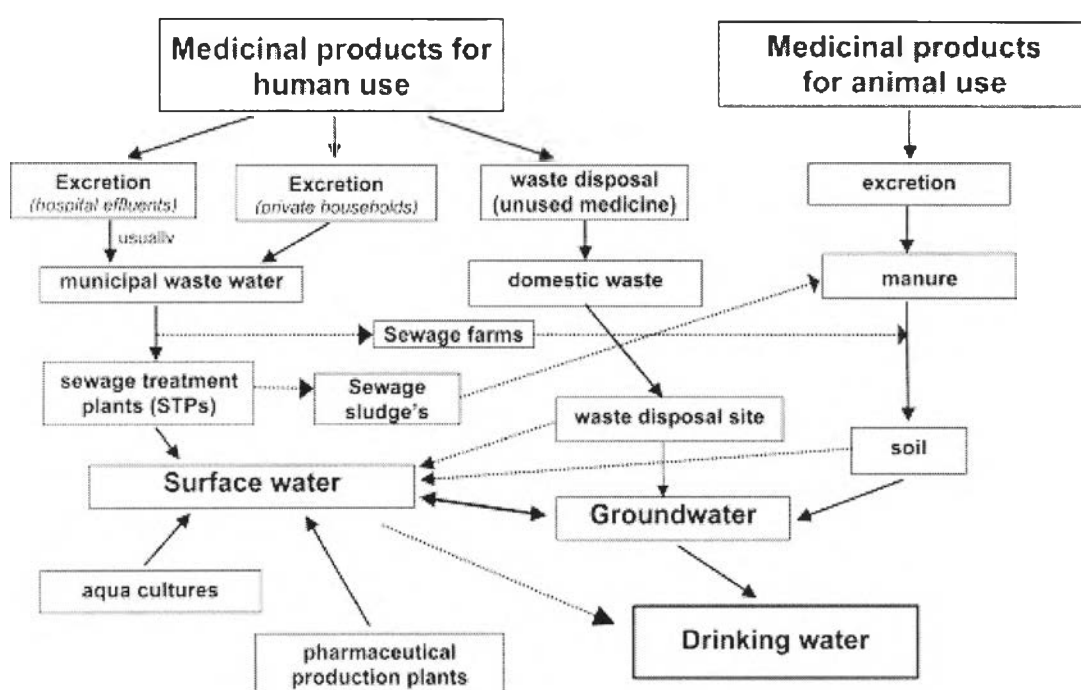 Medicinal products for
human use
Medicinal products
for animal use
Excretion
(hospital effluents)
Excretion
(private households)
waste disposal
(unused medicine)
excretion
usually
municipal waste water
domestic waste
manure
Sewage farms
sewage treatment
plants (STPs)
Sewage
sludge's
waste disposal site
soil
Surface water
Groundwater
aqua cultures
Drinking water
pharmaceutical
production plants